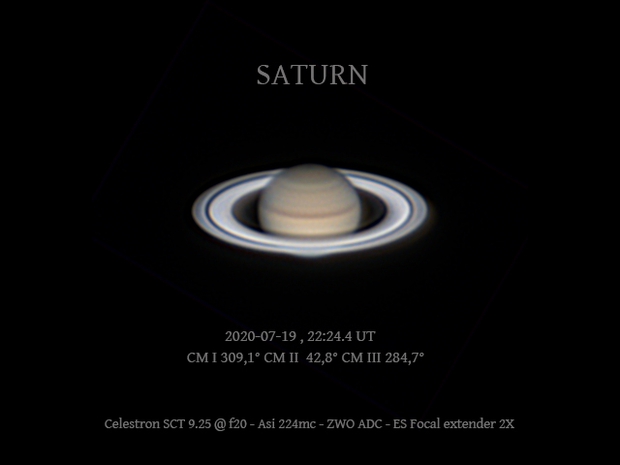 SATURN
2020-07-19 , 22:24.4 UT
CM I 309,1° CM II  42,8° CM III 284,7°
Celestron SCT 9.25 @ f20 - Asi 224mc - ZWO ADC - ES Focal extender 2X